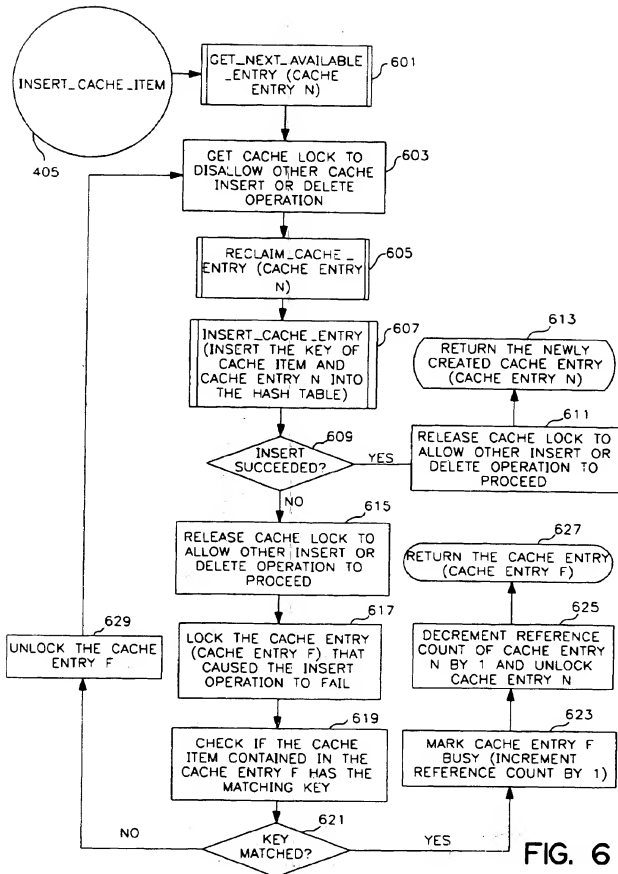 INSERT_CACHE_ITEM
405
GET_NEXT_AVAILABLE
_ENTRY (CACHE
ENTRY N)
601
GET CACHE LOCK TO
DISALLOW OTHER CACHE
INSERT OR DELETE
OPERATION
603
RECLAIM_CACHE_
ENTRY (CACHE ENTRY
N)
605
INSERT_CACHE_ENTRY
(INSERT THE KEY OF
CACHE ITEM AND
CACHE ENTRY N INTO
THE HASH TABLE)
607
613
RETURN THE NEWLY
CREATED CACHE ENTRY
(CACHE ENTRY N)
611
RELEASE CACHE LOCK TO
ALLOW OTHER INSERT OR
DELETE OPERATION TO
PROCEED
609
INSERT
SUCCEEDED?
YES
NO
615
RELEASE CACHE LOCK TO
ALLOW OTHER INSERT OR
DELETE OPERATION TO
PROCEED
627
RETURN THE CACHE ENTRY
(CACHE ENTRY F)
617
LOCK THE CACHE ENTRY
(CACHE ENTRY F) THAT
CAUSED THE INSERT
OPERATION TO FAIL
625
DECREMENT REFERENCE
COUNT OF CACHE ENTRY
N BY 1 AND UNLOCK
CACHE ENTRY N
629
UNLOCK THE CACHE
ENTRY F
619
CHECK IF THE CACHE
ITEM CONTAINED IN THE
CACHE ENTRY F HAS THE
MATCHING KEY
623
MARK CACHE ENTRY F
BUSY (INCREMENT
REFERENCE COUNT BY 1)
621
KEY
MATCHED?
NO
YES
FIG. 6